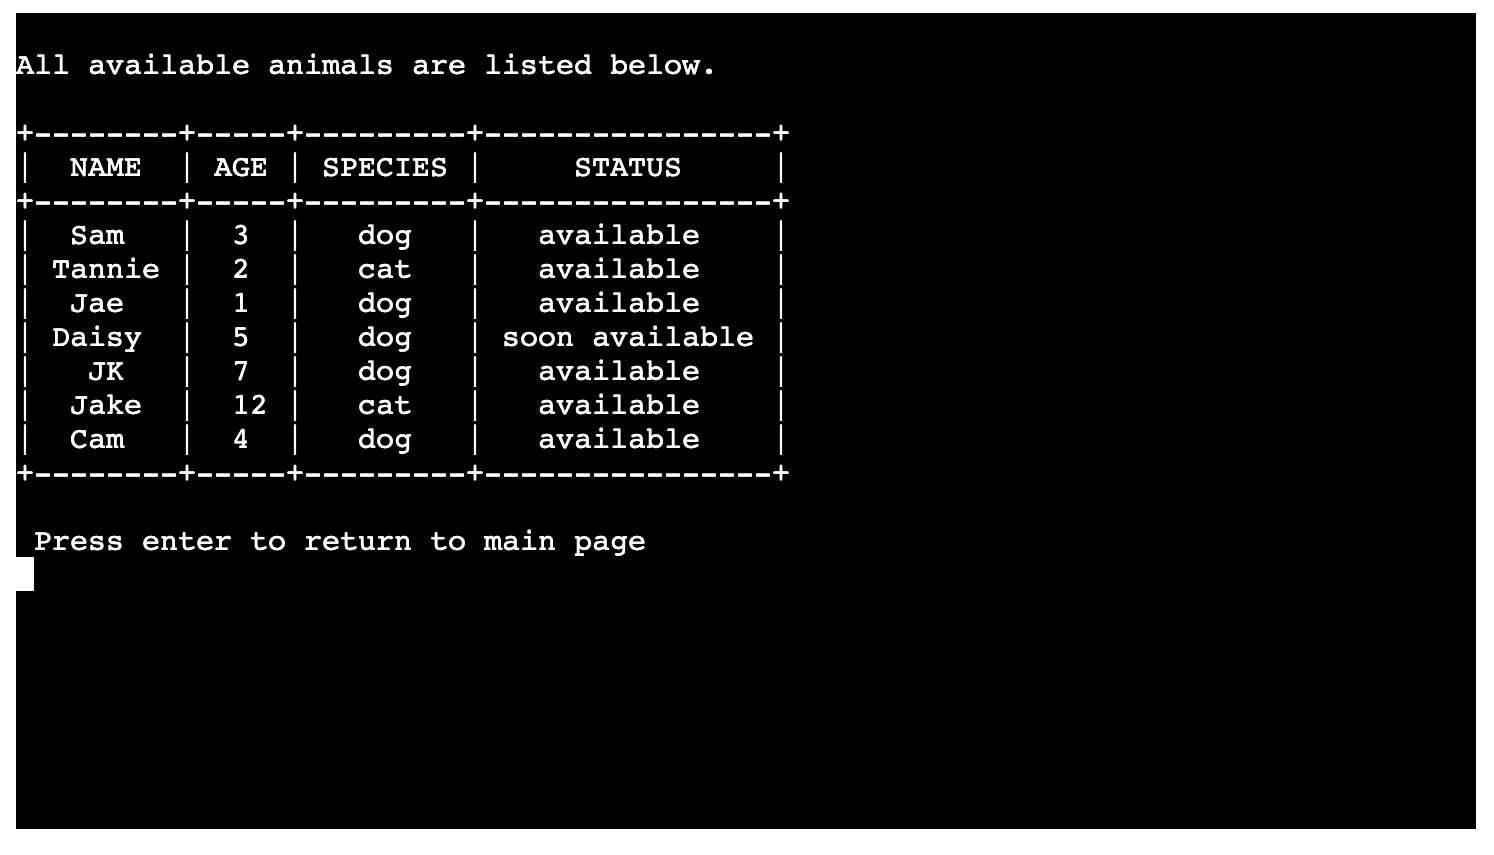 All available animals are listed below.
+--------+-----+---------+----------------+
|  NAME  | AGE | SPECIES |     STATUS     |
+--------+-----+---------+----------------+
|  Sam   |  3  |   dog   |   available    |
| Tannie |  2  |   cat   |   available    |
|  Jae   |  1  |   dog   |   available    |
| Daisy  |  5  |   dog   | soon available |
|   JK   |  7  |   dog   |   available    |
|  Jake  |  12 |   cat   |   available    |
|  Cam   |  4  |   dog   |   available    |
+--------+-----+---------+----------------+
Press enter to return to main page